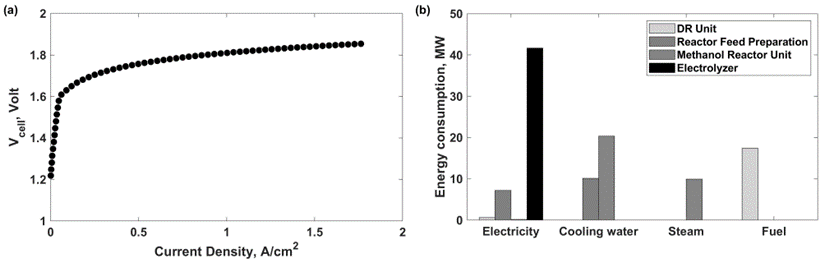 (a)
2
1.8
1.6
1.4
1.2
1
V_cell, Volt
0
0.5
1
1.5
2
Current Density, A/cm²
(b)
50
40
30
20
10
0
Energy consumption, MW
DR Unit
Reactor Feed Preparation
Methanol Reactor Unit
Electrolyzer
Electricity
Cooling water
Steam
Fuel